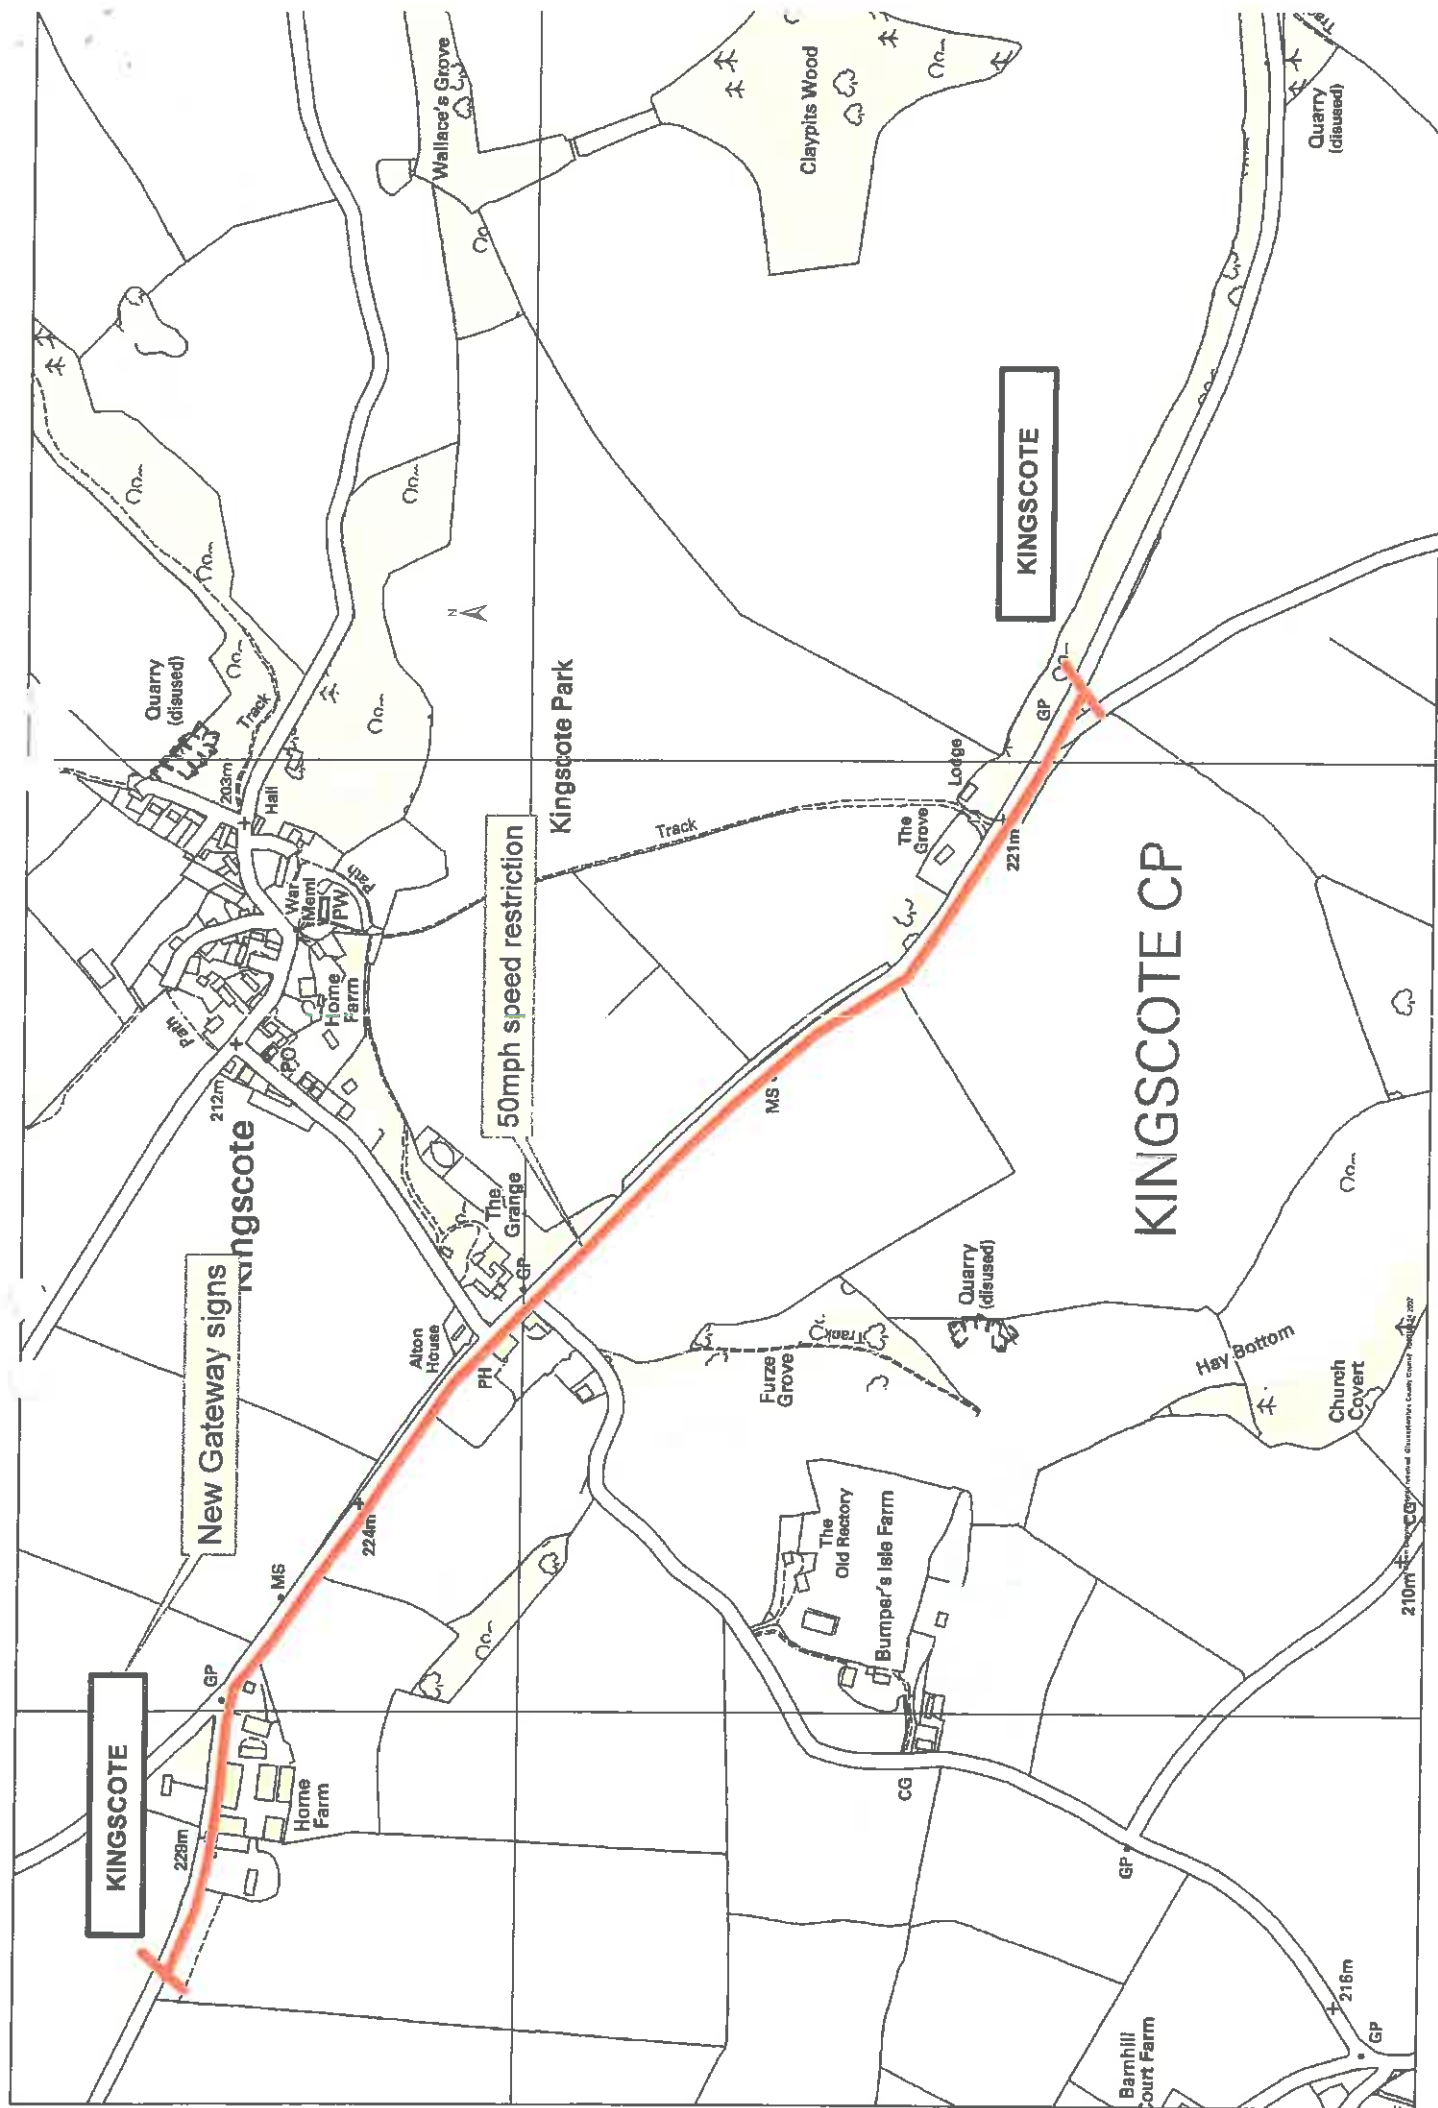 KINGSCOTE
New Gateway signs
229m
GP
MS
Home
Farm
224m
Alton
House
PH
GP
The
Grange
Kingscote
212m
PO
Path
Home
Farm
War
Meml
PW
Path
Hall
203m
Track
Quarry
(disused)
N
Wallace's Grove
Claypits Wood
Kingscote Park
50mph speed restriction
Track
MS
The
Grove
Lodge
221m
GP
KINGSCOTE
Quarry
(disused)
Track
KINGSCOTE CP
Furze
Grove
Track
Quarry
(disused)
Hay Bottom
Church
Covert
The
Old Rectory
Bumper's Isle Farm
CG
GP
CG
210m
216m
GP
Barnhill
Court Farm